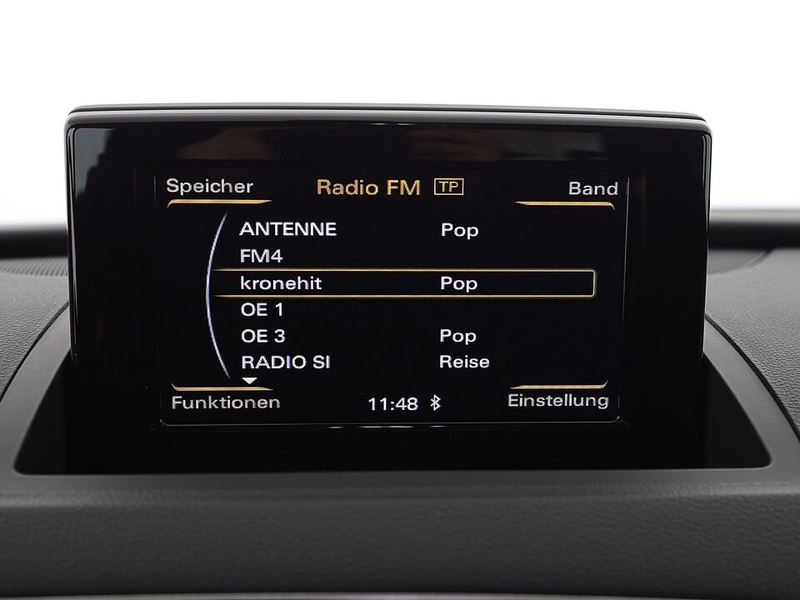 Speicher Radio FM TP Band
ANTENNE Pop
FM4
kronehit Pop
OE 1
OE 3 Pop
RADIO SI Reise
Funktionen 11:48 Einstellung